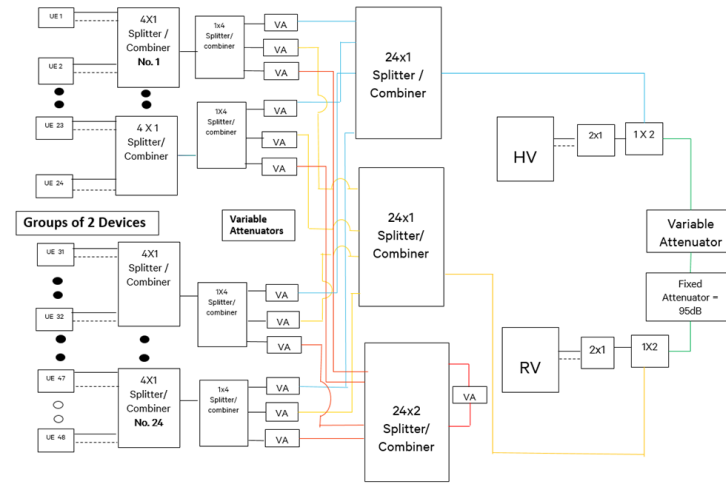 UE 1
4X1
Splitter /
Combiner
No. 1
1x4
Splitter/
combiner
VA
VA
VA
UE 2
24x1
Splitter /
Combiner
UE 23
4 X 1
Splitter/
Combiner
1X4
Splitter/
combiner
VA
VA
VA
UE 24
HV
2x1
1 X 2
Groups of 2 Devices
Variable
Attenuators
24x1
Splitter/
Combiner
Variable
Attenuator
Fixed
Attenuator =
95dB
UE 31
4X1
Splitter /
Combiner
1X4
Splitter/
combiner
VA
VA
VA
UE 32
RV
2x1
1X2
UE 47
4X1
Splitter/
Combiner
No. 24
1x4
Splitter/
combiner
VA
VA
VA
UE 48
24x2
Splitter/
Combiner
VA